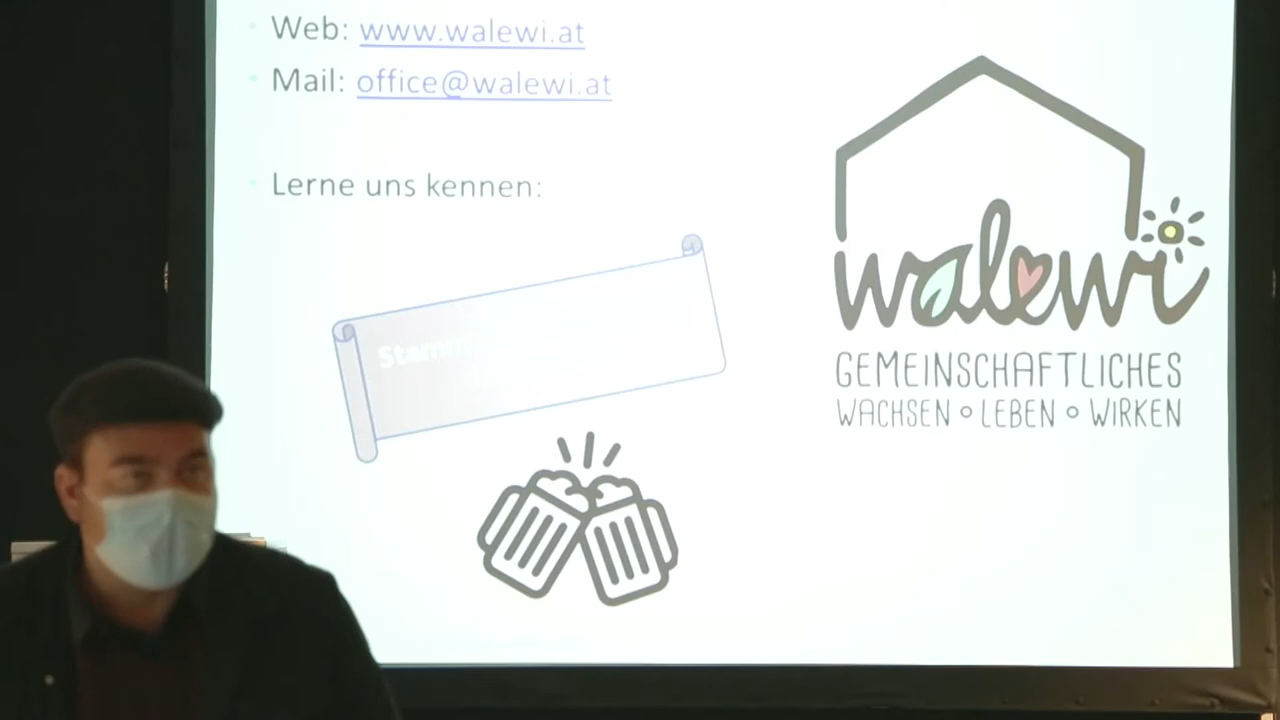 Web: www.walewi.at
Mail: office@walewi.at
Lerne uns kennen:
walewi
GEMEINSCHAFTLICHES
WACHSEN ∘ LEBEN ∘ WIRKEN